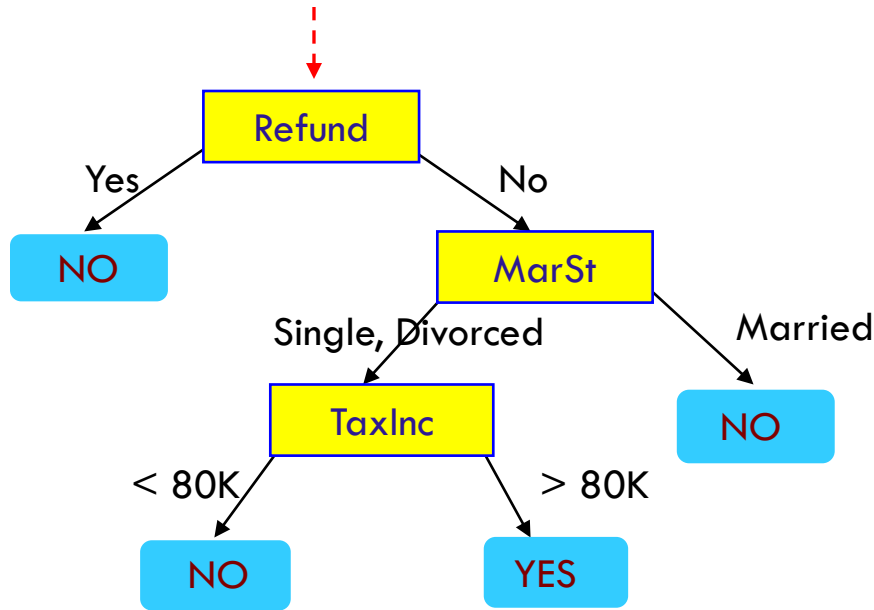 Refund
Yes
No
NO
MarSt
Single, Divorced
Married
TaxInc
NO
< 80K
> 80K
NO
YES